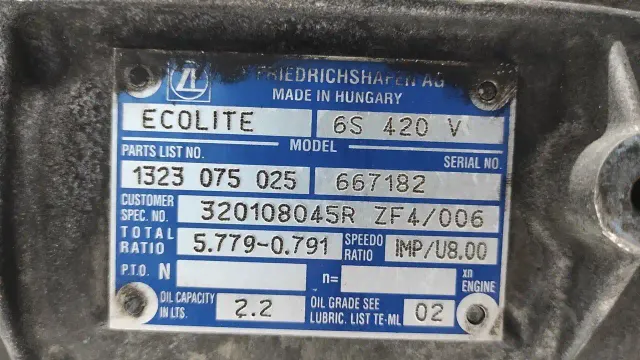 ZF FRIEDRICHSHAFEN AG
MADE IN HUNGARY
ECOLITE 6S 420 V
MODEL
PARTS LIST NO. SERIAL NO.
1323 075 025 667182
CUSTOMER SPEC. NO. 320108045R ZF4/006
TOTAL RATIO 5.779-0.791 SPEEDO RATIO IMP/U8.00
P.T.O. N n= xn ENGINE
OIL CAPACITY IN LTS. 2.2 OIL GRADE SEE LUBRIC. LIST TE-ML 02